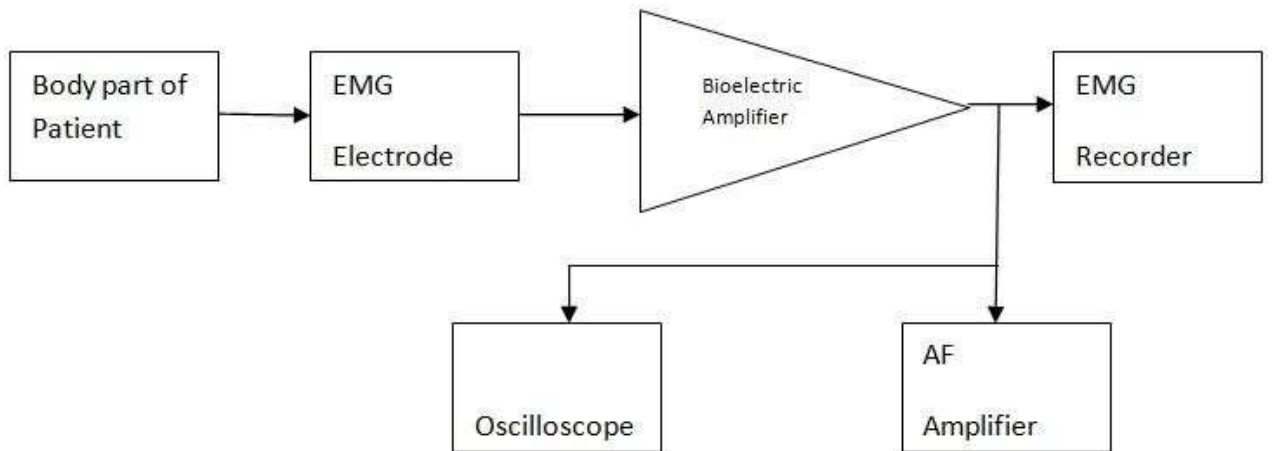 Body part of
Patient
EMG
Electrode
Bioelectric
Amplifier
EMG
Recorder
Oscilloscope
AF
Amplifier